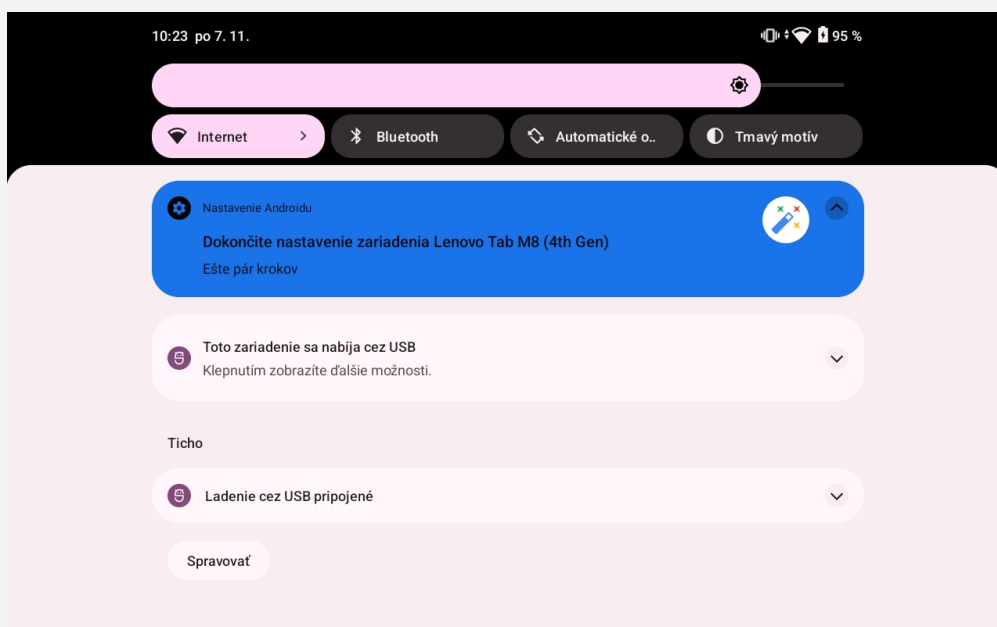 10:23 po 7. 11.
95 %
Internet
Bluetooth
Automatické o..
Tmavý motív
Nastavenie Androidu
Dokončite nastavenie zariadenia Lenovo Tab M8 (4th Gen)
Ešte pár krokov
Toto zariadenie sa nabíja cez USB
Klepnutím zobrazíte ďalšie možnosti.
Ticho
Ladenie cez USB pripojené
Spravovať